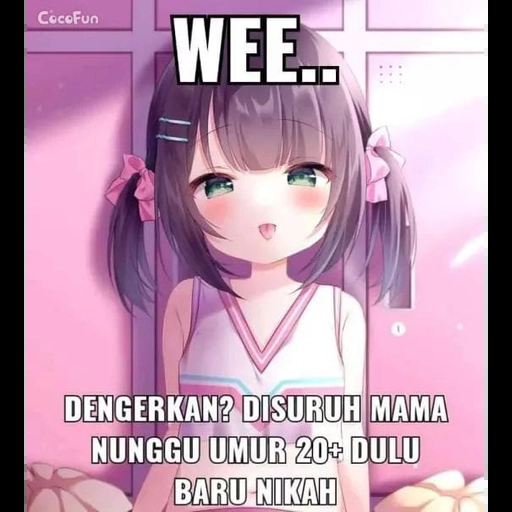 CocoFun
WEE..
DENGERKAN? DISURUH MAMA
NUNGGU UMUR 20+ DULU
BARU NIKAH